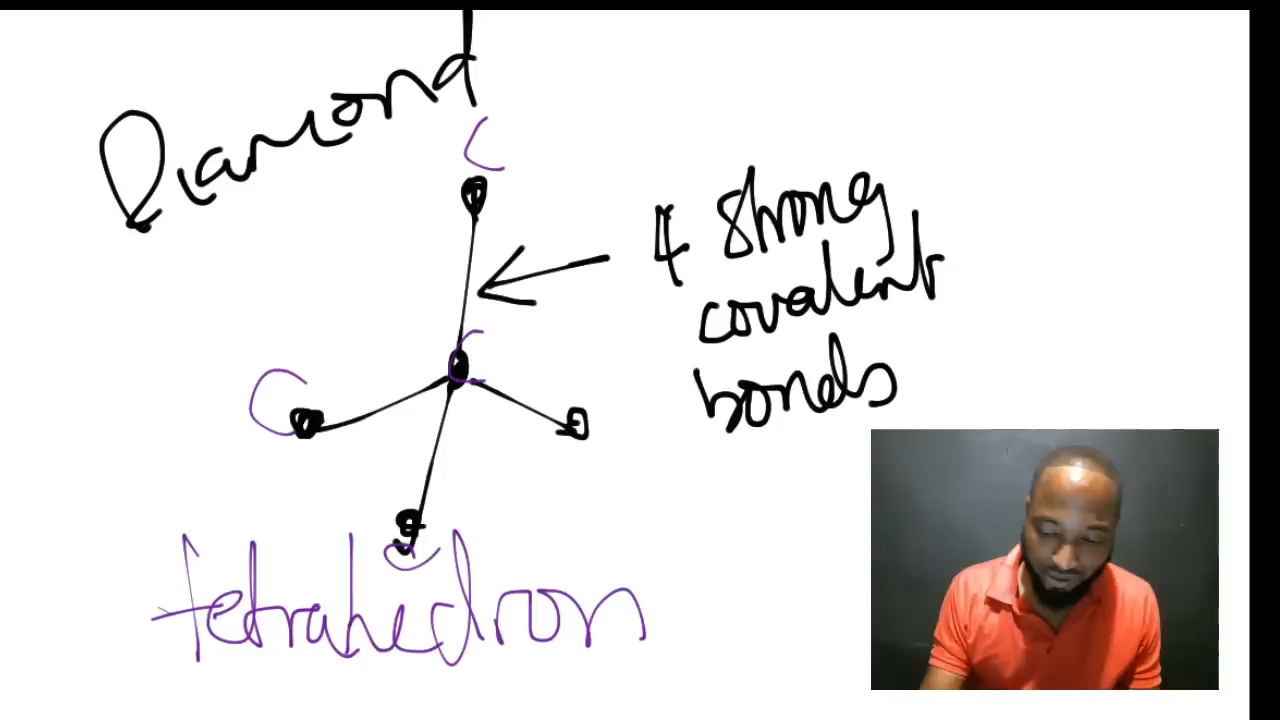 Diamond
C
4 strong
covalent
bonds
C
C
C
tetrahedron